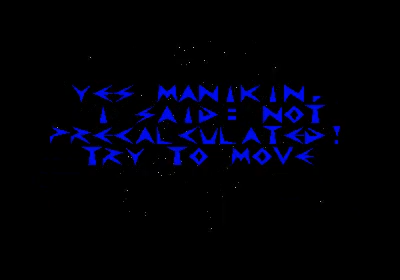 YES MANIKIN,
I SAID: NOT
PRECALCULATED!
TRY TO MOVE